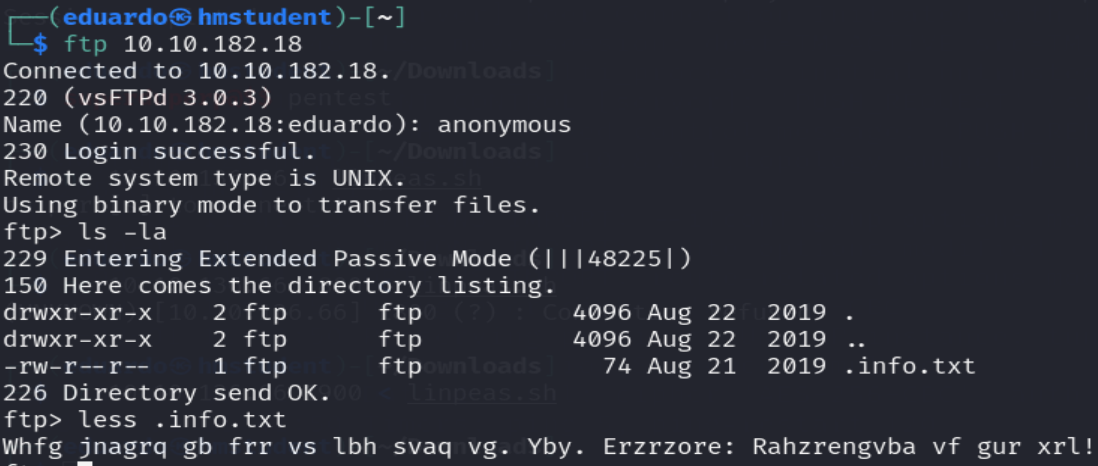 ┌──(eduardo㉿hmstudent)-[~]
└─$ ftp 10.10.182.18
Connected to 10.10.182.18.
220 (vsFTPd 3.0.3)
Name (10.10.182.18:eduardo): anonymous
230 Login successful.
Remote system type is UNIX.
Using binary mode to transfer files.
ftp> ls -la
229 Entering Extended Passive Mode (|||48225|)
150 Here comes the directory listing.
drwxr-xr-x    2 ftp      ftp          4096 Aug 22  2019 .
drwxr-xr-x    2 ftp      ftp          4096 Aug 22  2019 ..
-rw-r--r--    1 ftp      ftp            74 Aug 21  2019 .info.txt
226 Directory send OK.
ftp> less .info.txt
Whfg jnagrq gb frr vs lbh svaq vg. Yby. Erzrzore: Rahzrengvba vf gur xrl!